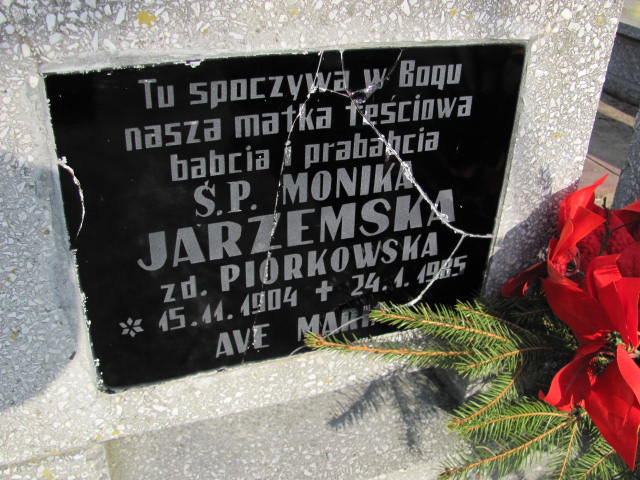 Tu spoczywa w Bogu
nasza matka teściowa
babcia i prababcia
Ś.P. MONIKA
JARZEMSKA
zd. PIORKOWSKA
* 15.11.1904 + 24.1.1985
AVE MARIA